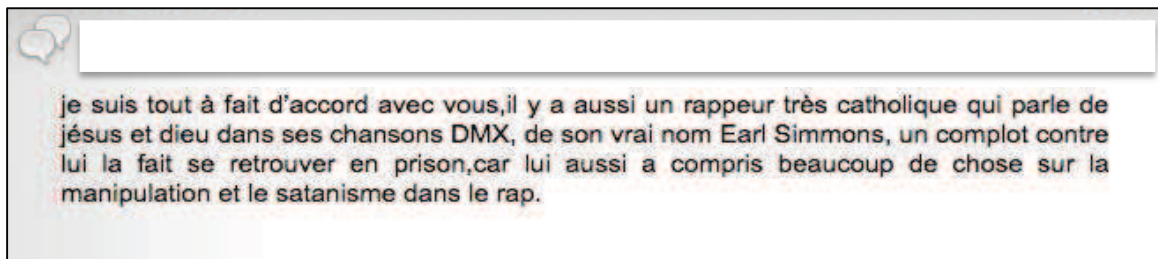 je suis tout à fait d'accord avec vous,il y a aussi un rappeur très catholique qui parle de
jésus et dieu dans ses chansons DMX, de son vrai nom Earl Simmons, un complot contre
lui la fait se retrouver en prison,car lui aussi a compris beaucoup de chose sur la
manipulation et le satanisme dans le rap.